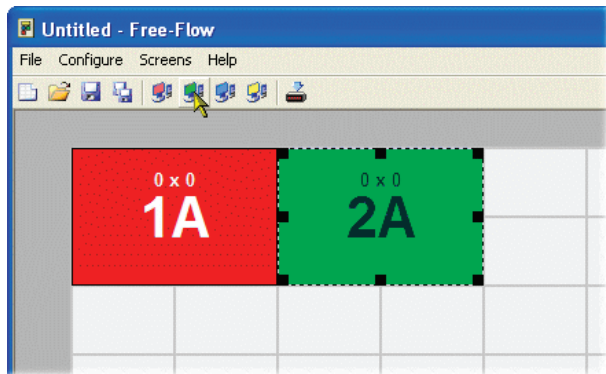 Untitled - Free-Flow
File Configure Screens Help
0 x 0 0 x 0
1A 2A